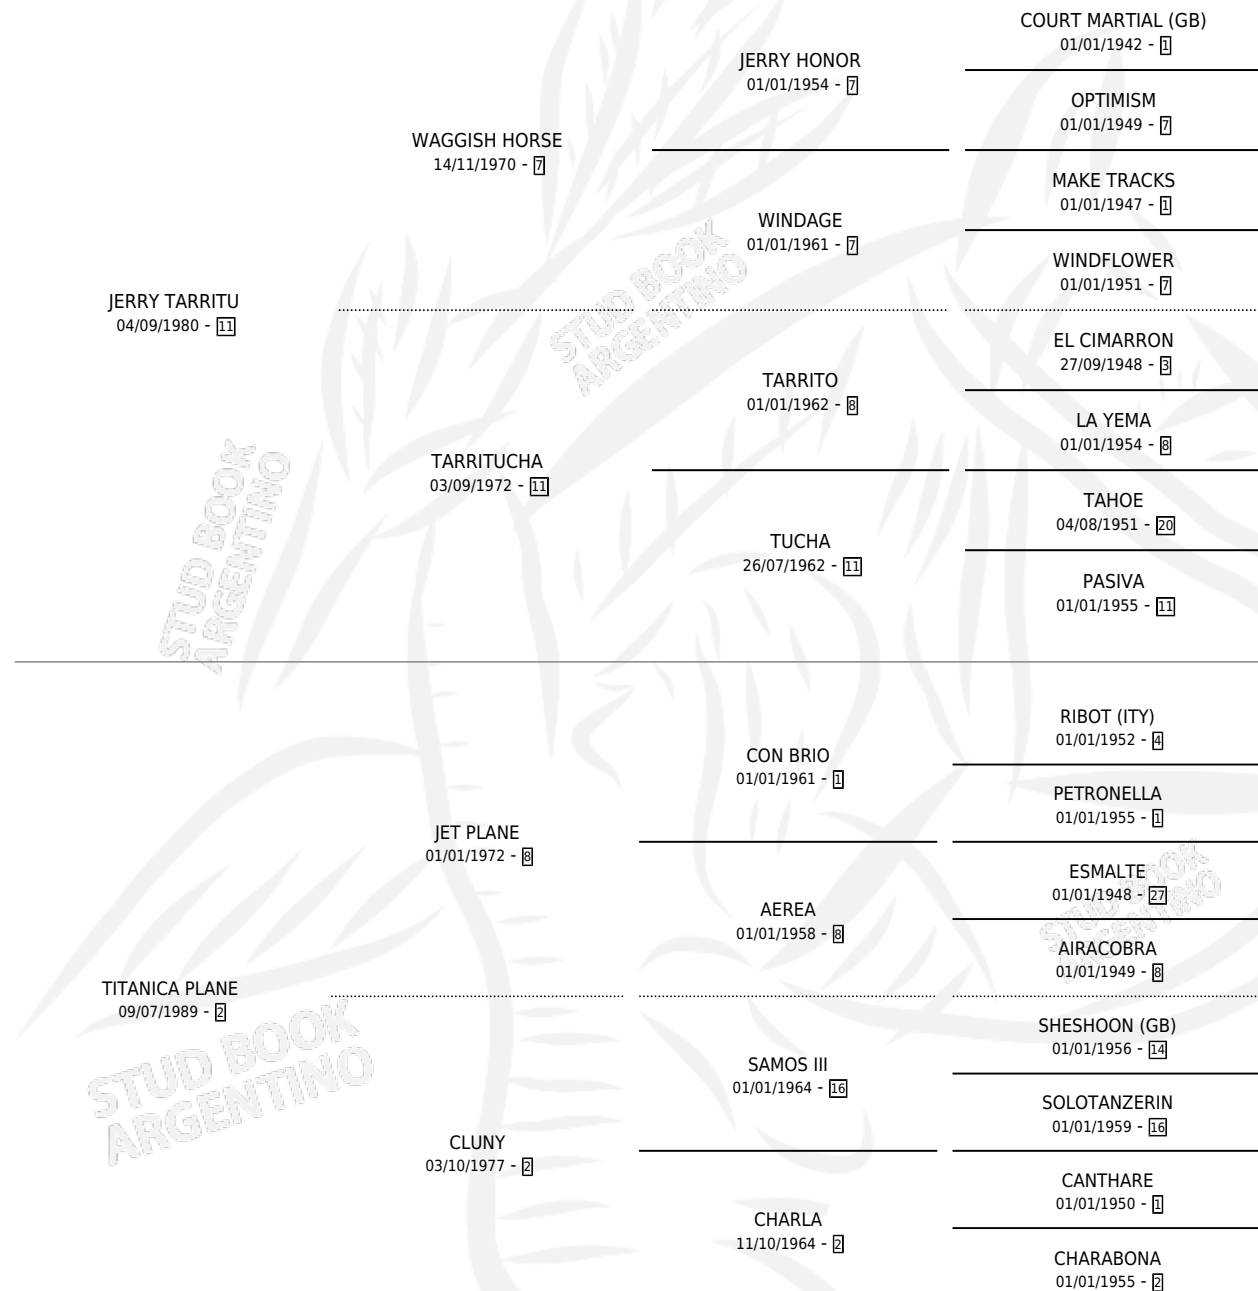 COURT MARTIAL (GB)
01/01/1942 - 1
JERRY HONOR
01/01/1954 - 7
OPTIMISM
01/01/1949 - 7
WAGGISH HORSE
14/11/1970 - 7
MAKE TRACKS
01/01/1947 - 1
WINDAGE
01/01/1961 - 7
WINDFLOWER
01/01/1951 - 7
STUD BOOK
ARGENTINO
JERRY TARRITU
04/09/1980 - 11
EL CIMARRON
27/09/1948 - 3
TARRITO
01/01/1962 - 8
LA YEMA
01/01/1954 - 8
TARRITUCHA
03/09/1972 - 11
TAHOE
04/08/1951 - 20
TUCHA
26/07/1962 - 11
PASIVA
01/01/1955 - 11
STUD BOOK
ARGENTINO
RIBOT (ITY)
01/01/1952 - 4
CON BRIO
01/01/1961 - 1
PETRONELLA
01/01/1955 - 1
JET PLANE
01/01/1972 - 8
ESMALTE
01/01/1948 - 27
AEREA
01/01/1958 - 8
AIRACOBRA
01/01/1949 - 8
STUD BOOK
ARGENTINO
TITANICA PLANE
09/07/1989 - 2
SHESHOON (GB)
01/01/1956 - 14
SAMOS III
01/01/1964 - 16
SOLOTANZERIN
01/01/1959 - 16
STUD BOOK
ARGENTINO
CLUNY
03/10/1977 - 2
CANTHARE
01/01/1950 - 1
CHARLA
11/10/1964 - 2
CHARABONA
01/01/1955 - 2